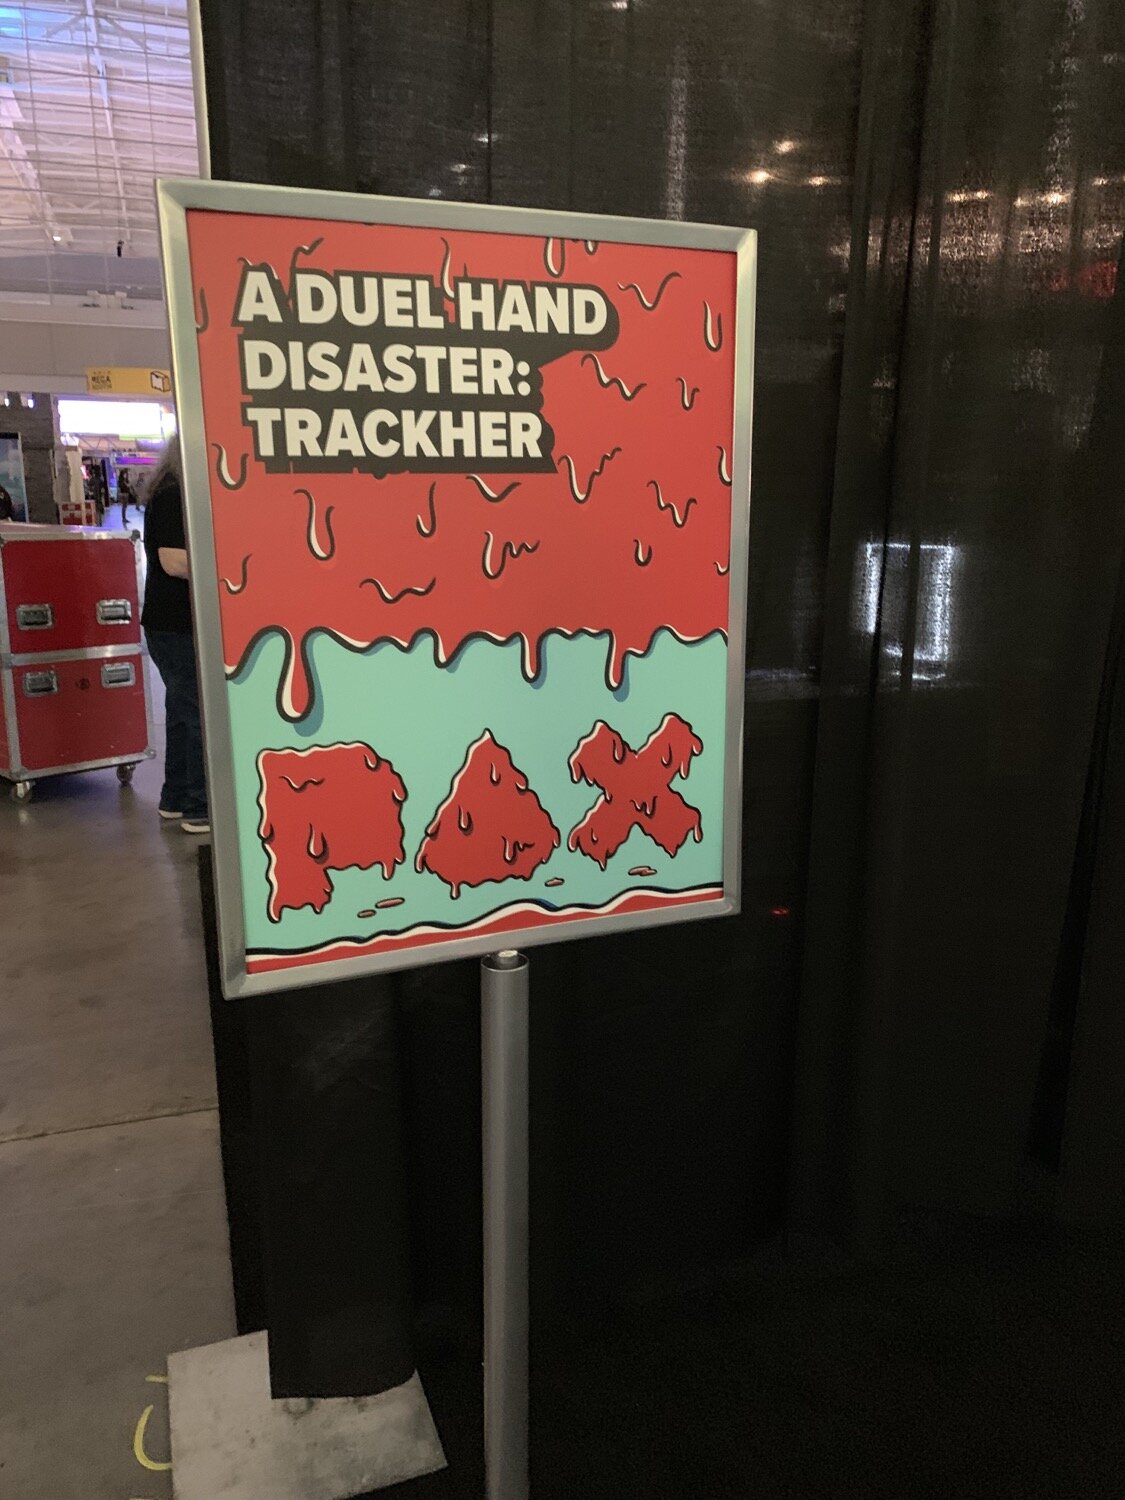 A DUEL HAND
DISASTER:
TRACKHER
PAX